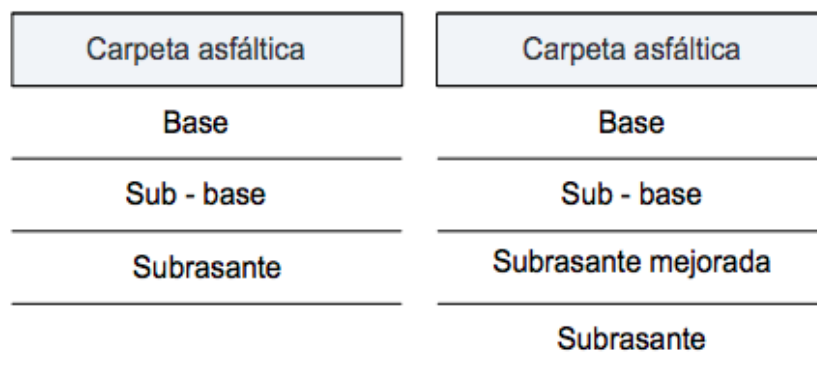 Carpeta asfáltica
Base
Sub - base
Subrasante
Carpeta asfáltica
Base
Sub - base
Subrasante mejorada
Subrasante